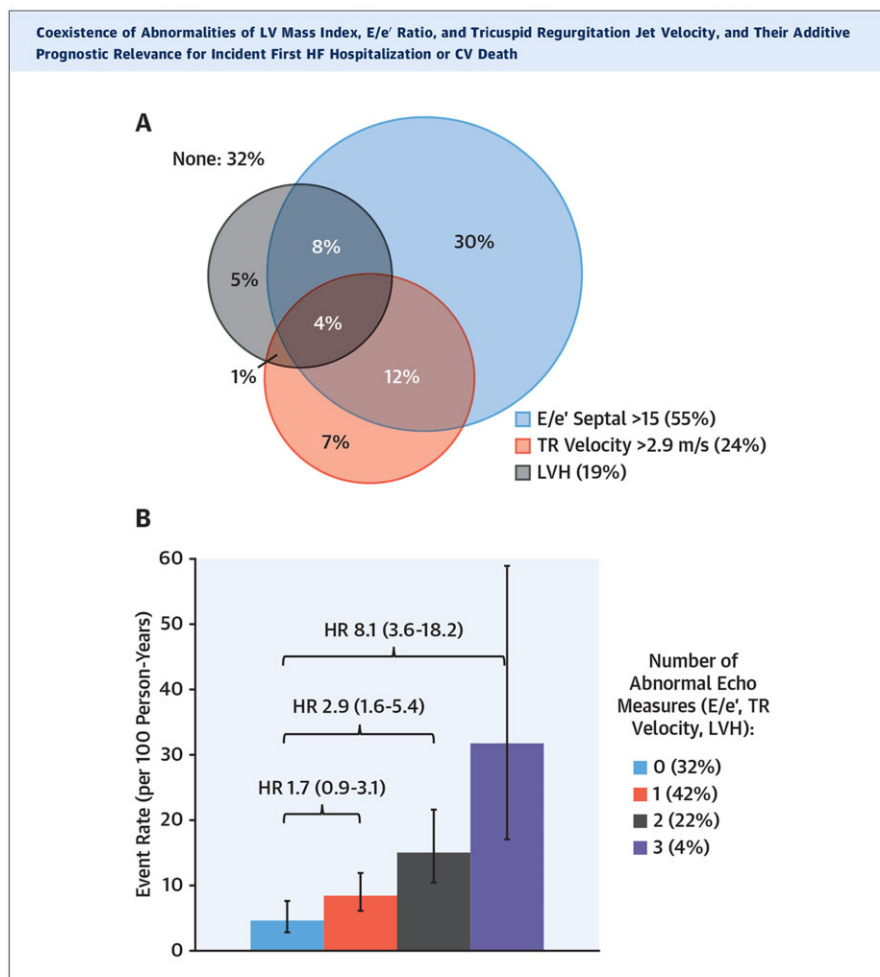 Coexistence of Abnormalities of LV Mass Index, E/e′ Ratio, and Tricuspid Regurgitation Jet Velocity, and Their Additive
Prognostic Relevance for Incident First HF Hospitalization or CV Death
A
None: 32%
8%
30%
5%
4%
1%
12%
7%
E/e' Septal >15 (55%)
TR Velocity >2.9 m/s (24%)
LVH (19%)
B
Event Rate (per 100 Person-Years)
60
50
40
30
20
10
0
HR 8.1 (3.6-18.2)
HR 2.9 (1.6-5.4)
HR 1.7 (0.9-3.1)
Number of
Abnormal Echo
Measures (E/e', TR
Velocity, LVH):
0 (32%)
1 (42%)
2 (22%)
3 (4%)